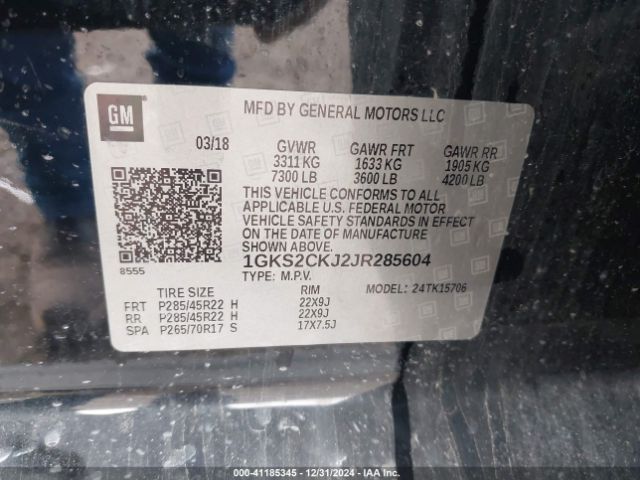 GM
MFD BY GENERAL MOTORS LLC
03/18 GVWR GAWR FRT GAWR RR
3311 KG 1633 KG 1905 KG
7300 LB 3600 LB 4200 LB
THIS VEHICLE CONFORMS TO ALL
APPLICABLE U.S. FEDERAL MOTOR
VEHICLE SAFETY STANDARDS IN EFFECT
ON THE DATE OF MANUFACTURE
SHOWN ABOVE.
8555 1GKS2CKJ2JR285604
TYPE: M.P.V. MODEL: 24TK15706
TIRE SIZE RIM
FRT P285/45R22 H 22X9J
RR P285/45R22 H 22X9J
SPA P265/70R17 S 17X7.5J
000-41185345 - 12/31/2024 - IAA Inc.